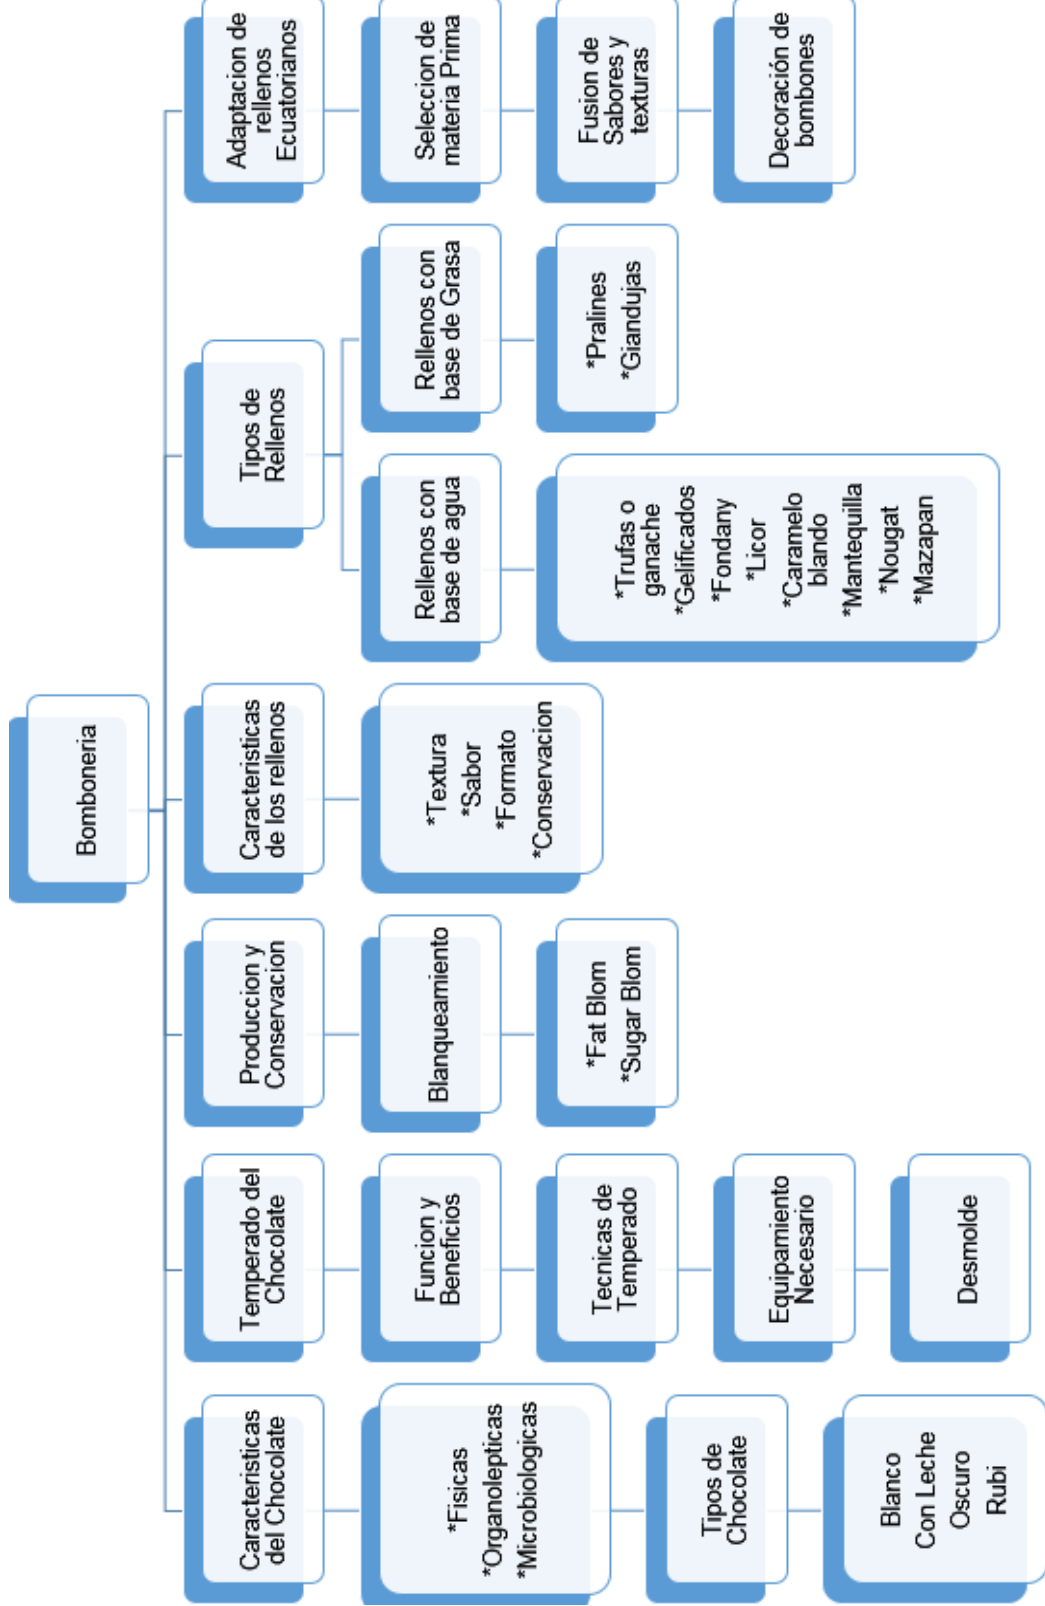 Bomboneria
Caracteristicas
del Chocolate
*Fisicas
*Organolepticas
*Microbiologicas
Tipos de
Chocolate
Blanco
Con Leche
Oscuro
Rubi
Temperado del
Chocolate
Funcion y
Beneficios
Tecnicas de
Temperado
Equipamiento
Necesario
Desmolde
Produccion y
Conservacion
Blanqueamiento
*Fat Blom
*Sugar Blom
Caracteristicas
de los rellenos
*Textura
*Sabor
*Formato
*Conservacion
Tipos de
Rellenos
Rellenos con
base de agua
*Trufas o
ganache
*Gelificados
*Fondany
*Licor
*Caramelo
blando
*Mantequilla
*Nougat
*Mazapan
Rellenos con
base de Grasa
*Pralines
*Giandujas
Adaptacion de
rellenos
Ecuatorianos
Seleccion de
materia Prima
Fusion de
Sabores y
texturas
Decoración de
bombones